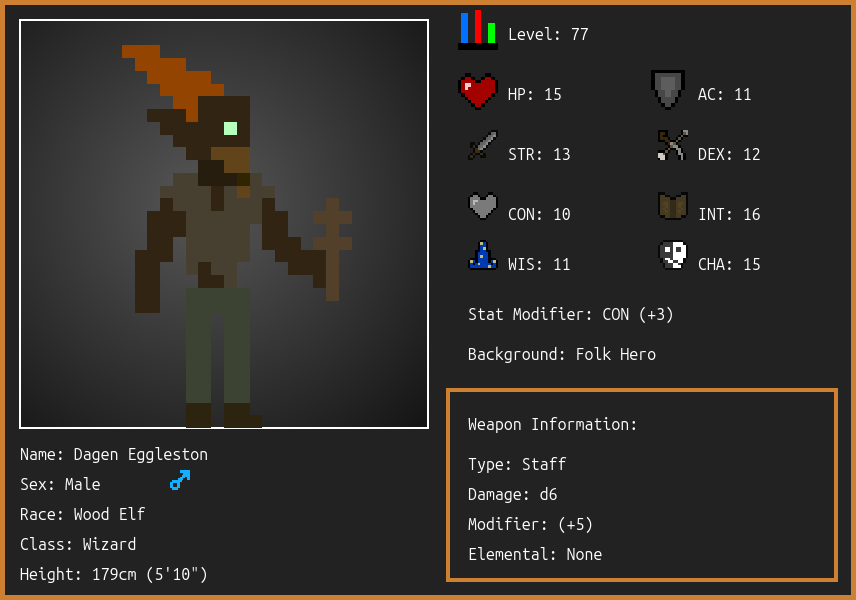 Level: 77
HP: 15
AC: 11
STR: 13
DEX: 12
CON: 10
INT: 16
WIS: 11
CHA: 15
Stat Modifier: CON (+3)
Background: Folk Hero
Weapon Information:
Type: Staff
Damage: d6
Modifier: (+5)
Elemental: None
Name: Dagen Eggleston
Sex: Male
Race: Wood Elf
Class: Wizard
Height: 179cm (5'10")